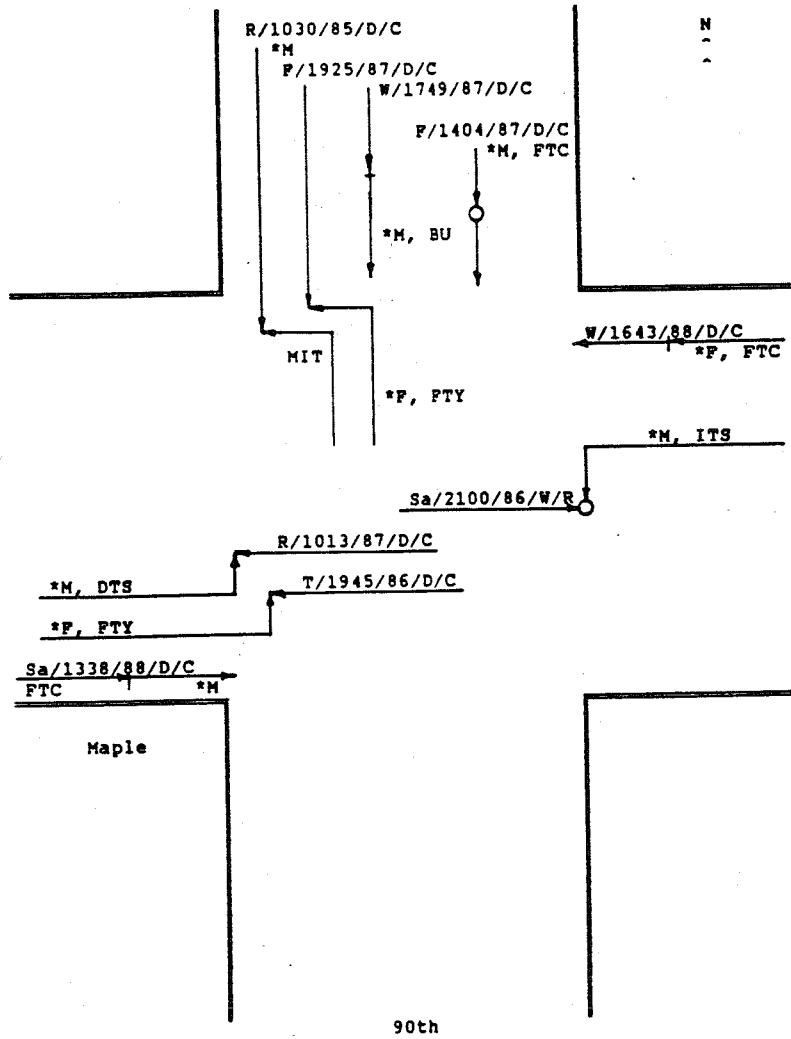 R/1030/85/D/C
N
*M
F/1925/87/D/C
W/1749/87/D/C
F/1404/87/D/C
*M, FTC
*M, BU
W/1643/88/D/C
MIT
*F, FTC
*F, FTY
*M, ITS
Sa/2100/86/W/R
R/1013/87/D/C
*M, DTS
T/1945/86/D/C
*F, FTY
Sa/1338/88/D/C
FTC
*M
Maple
90th